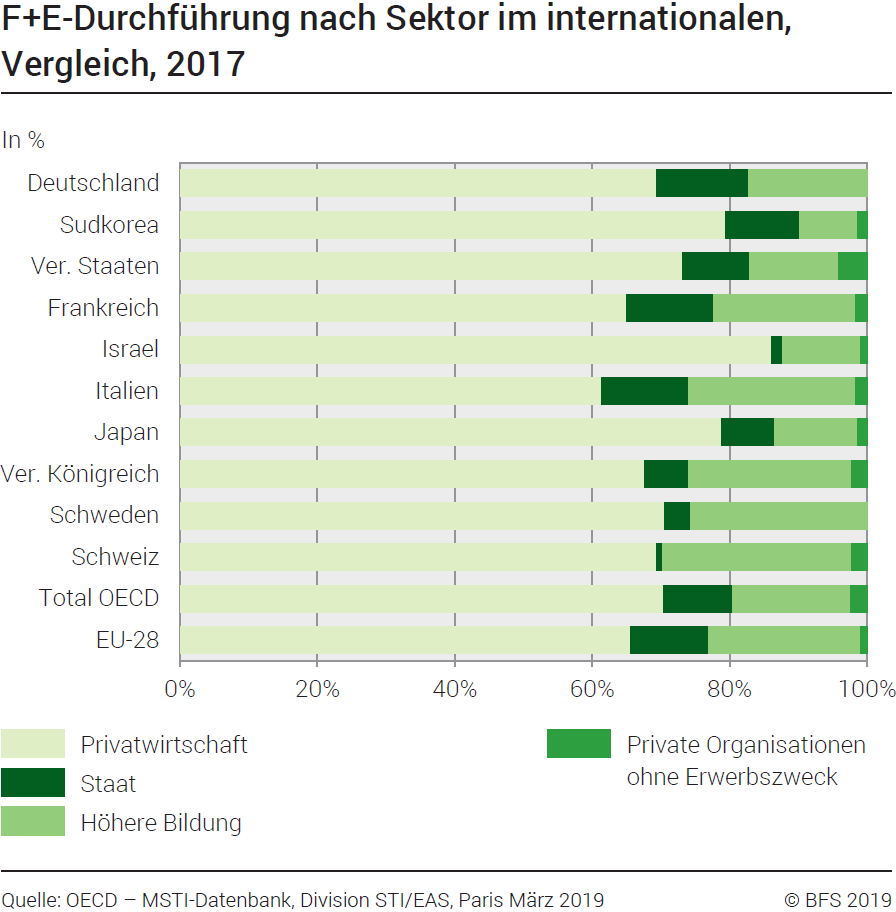 F+E-Durchführung nach Sektor im internationalen,
Vergleich, 2017
In %
Deutschland
Sudkorea
Ver. Staaten
Frankreich
Israel
Italien
Japan
Ver. Königreich
Schweden
Schweiz
Total OECD
EU-28
0% 20% 40% 60% 80% 100%
Privatwirtschaft
Staat
Höhere Bildung
Private Organisationen
ohne Erwerbszweck
Quelle: OECD – MSTI-Datenbank, Division STI/EAS, Paris März 2019 © BFS 2019